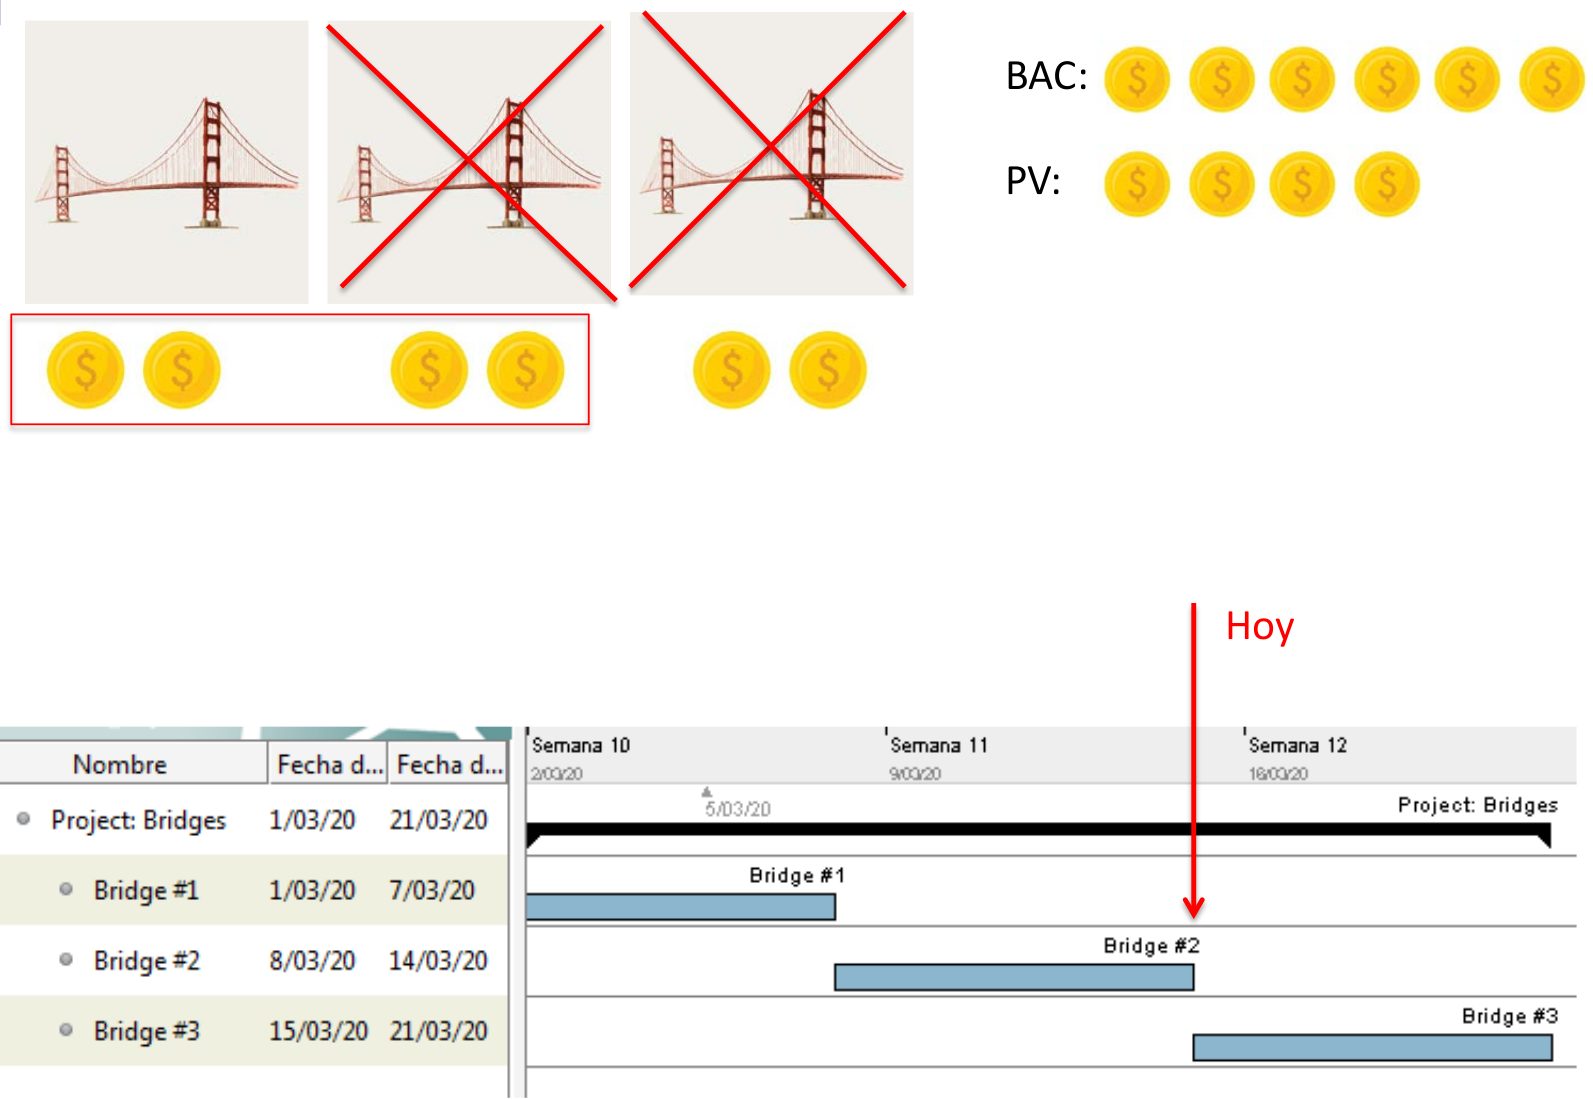 BAC: $ $ $ $ $ $
PV: $ $ $ $
$ $ $ $ $ $
Hoy
Nombre Fecha d... Fecha d...
Project: Bridges 1/03/20 21/03/20
Bridge #1 1/03/20 7/03/20
Bridge #2 8/03/20 14/03/20
Bridge #3 15/03/20 21/03/20
Semana 10 Semana 11 Semana 12
2/03/20 9/03/20 16/03/20
5/03/20
Project: Bridges
Bridge #1
Bridge #2
Bridge #3